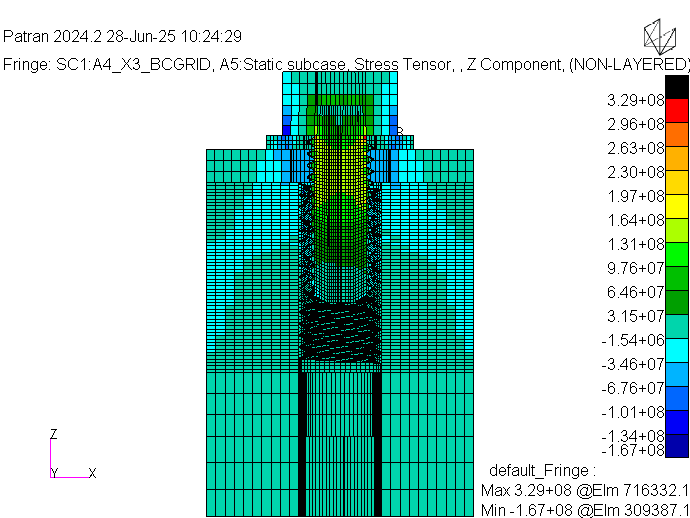 Patran 2024.2 28-Jun-25 10:24:29
Fringe: SC1:A4_X3_BCGRID, A5:Static subcase, Stress Tensor, , Z Component, (NON-LAYERED)
3.29+08
2.96+08
2.63+08
2.30+08
1.97+08
1.64+08
1.31+08
9.76+07
6.46+07
3.15+07
-1.54+06
-3.46+07
-6.76+07
-1.01+08
-1.34+08
-1.67+08
Z
Y X
default_Fringe :
Max 3.29+08 @Elm 716332.1
Min -1.67+08 @Elm 309387.1